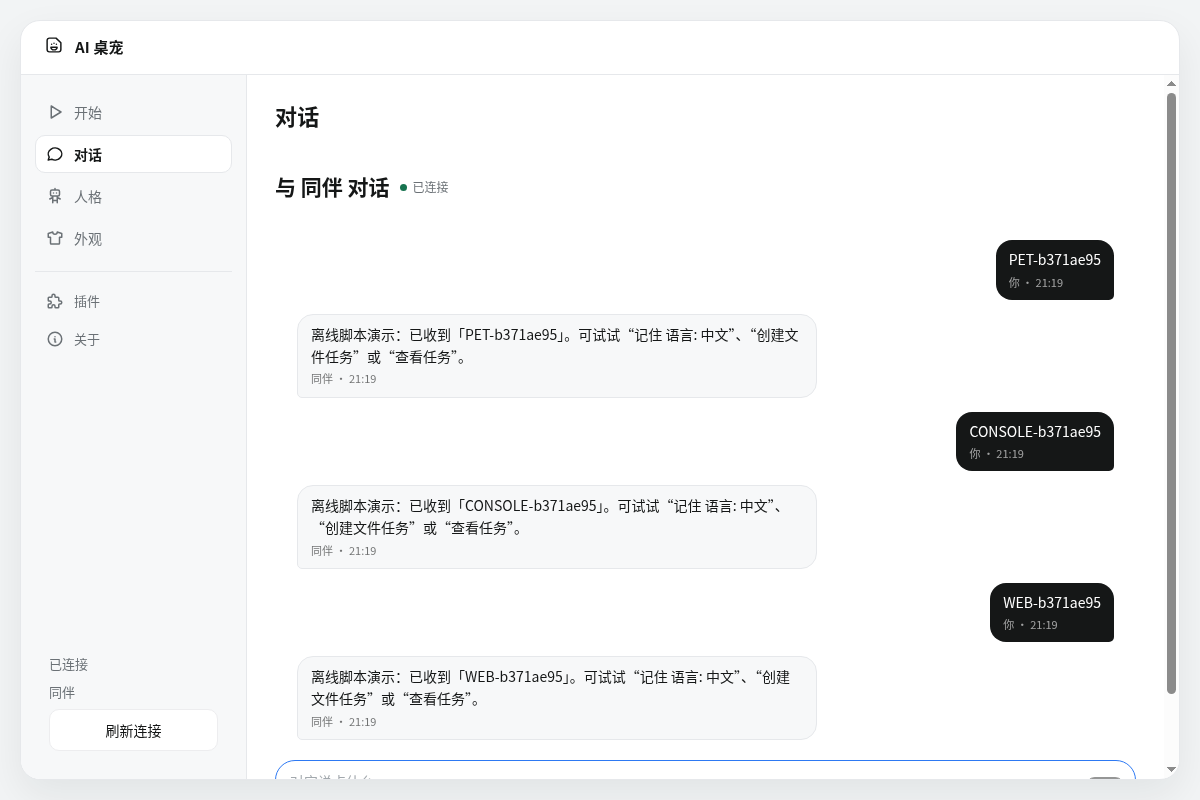 AI 桌宠
开始
对话
人格
外观
插件
关于
已连接
同伴
刷新连接
对话
与 同伴 对话
已连接
PET-b371ae95
你 · 21:19
离线脚本演示：已收到「PET-b371ae95」。可试试“记住 语言: 中文”、“创建文
件任务”或“查看任务”。
同伴 · 21:19
CONSOLE-b371ae95
你 · 21:19
离线脚本演示：已收到「CONSOLE-b371ae95」。可试试“记住 语言: 中文”、
“创建文件任务”或“查看任务”。
同伴 · 21:19
WEB-b371ae95
你 · 21:19
离线脚本演示：已收到「WEB-b371ae95」。可试试“记住 语言: 中文”、“创建
文件任务”或“查看任务”。
同伴 · 21:19